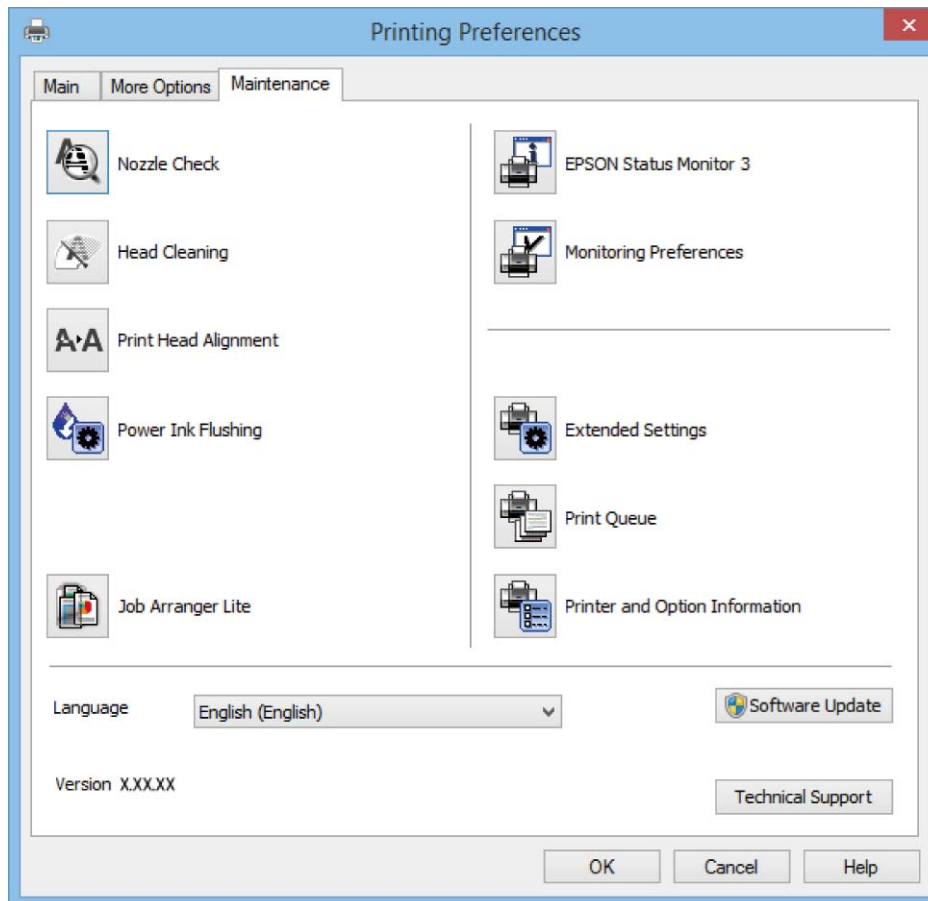 Printing Preferences
Main
More Options
Maintenance
Nozzle Check
Head Cleaning
A▸A Print Head Alignment
Power Ink Flushing
Job Arranger Lite
EPSON Status Monitor 3
Monitoring Preferences
Extended Settings
Print Queue
Printer and Option Information
Language
English (English)
Software Update
Version X.XX.XX
Technical Support
OK
Cancel
Help